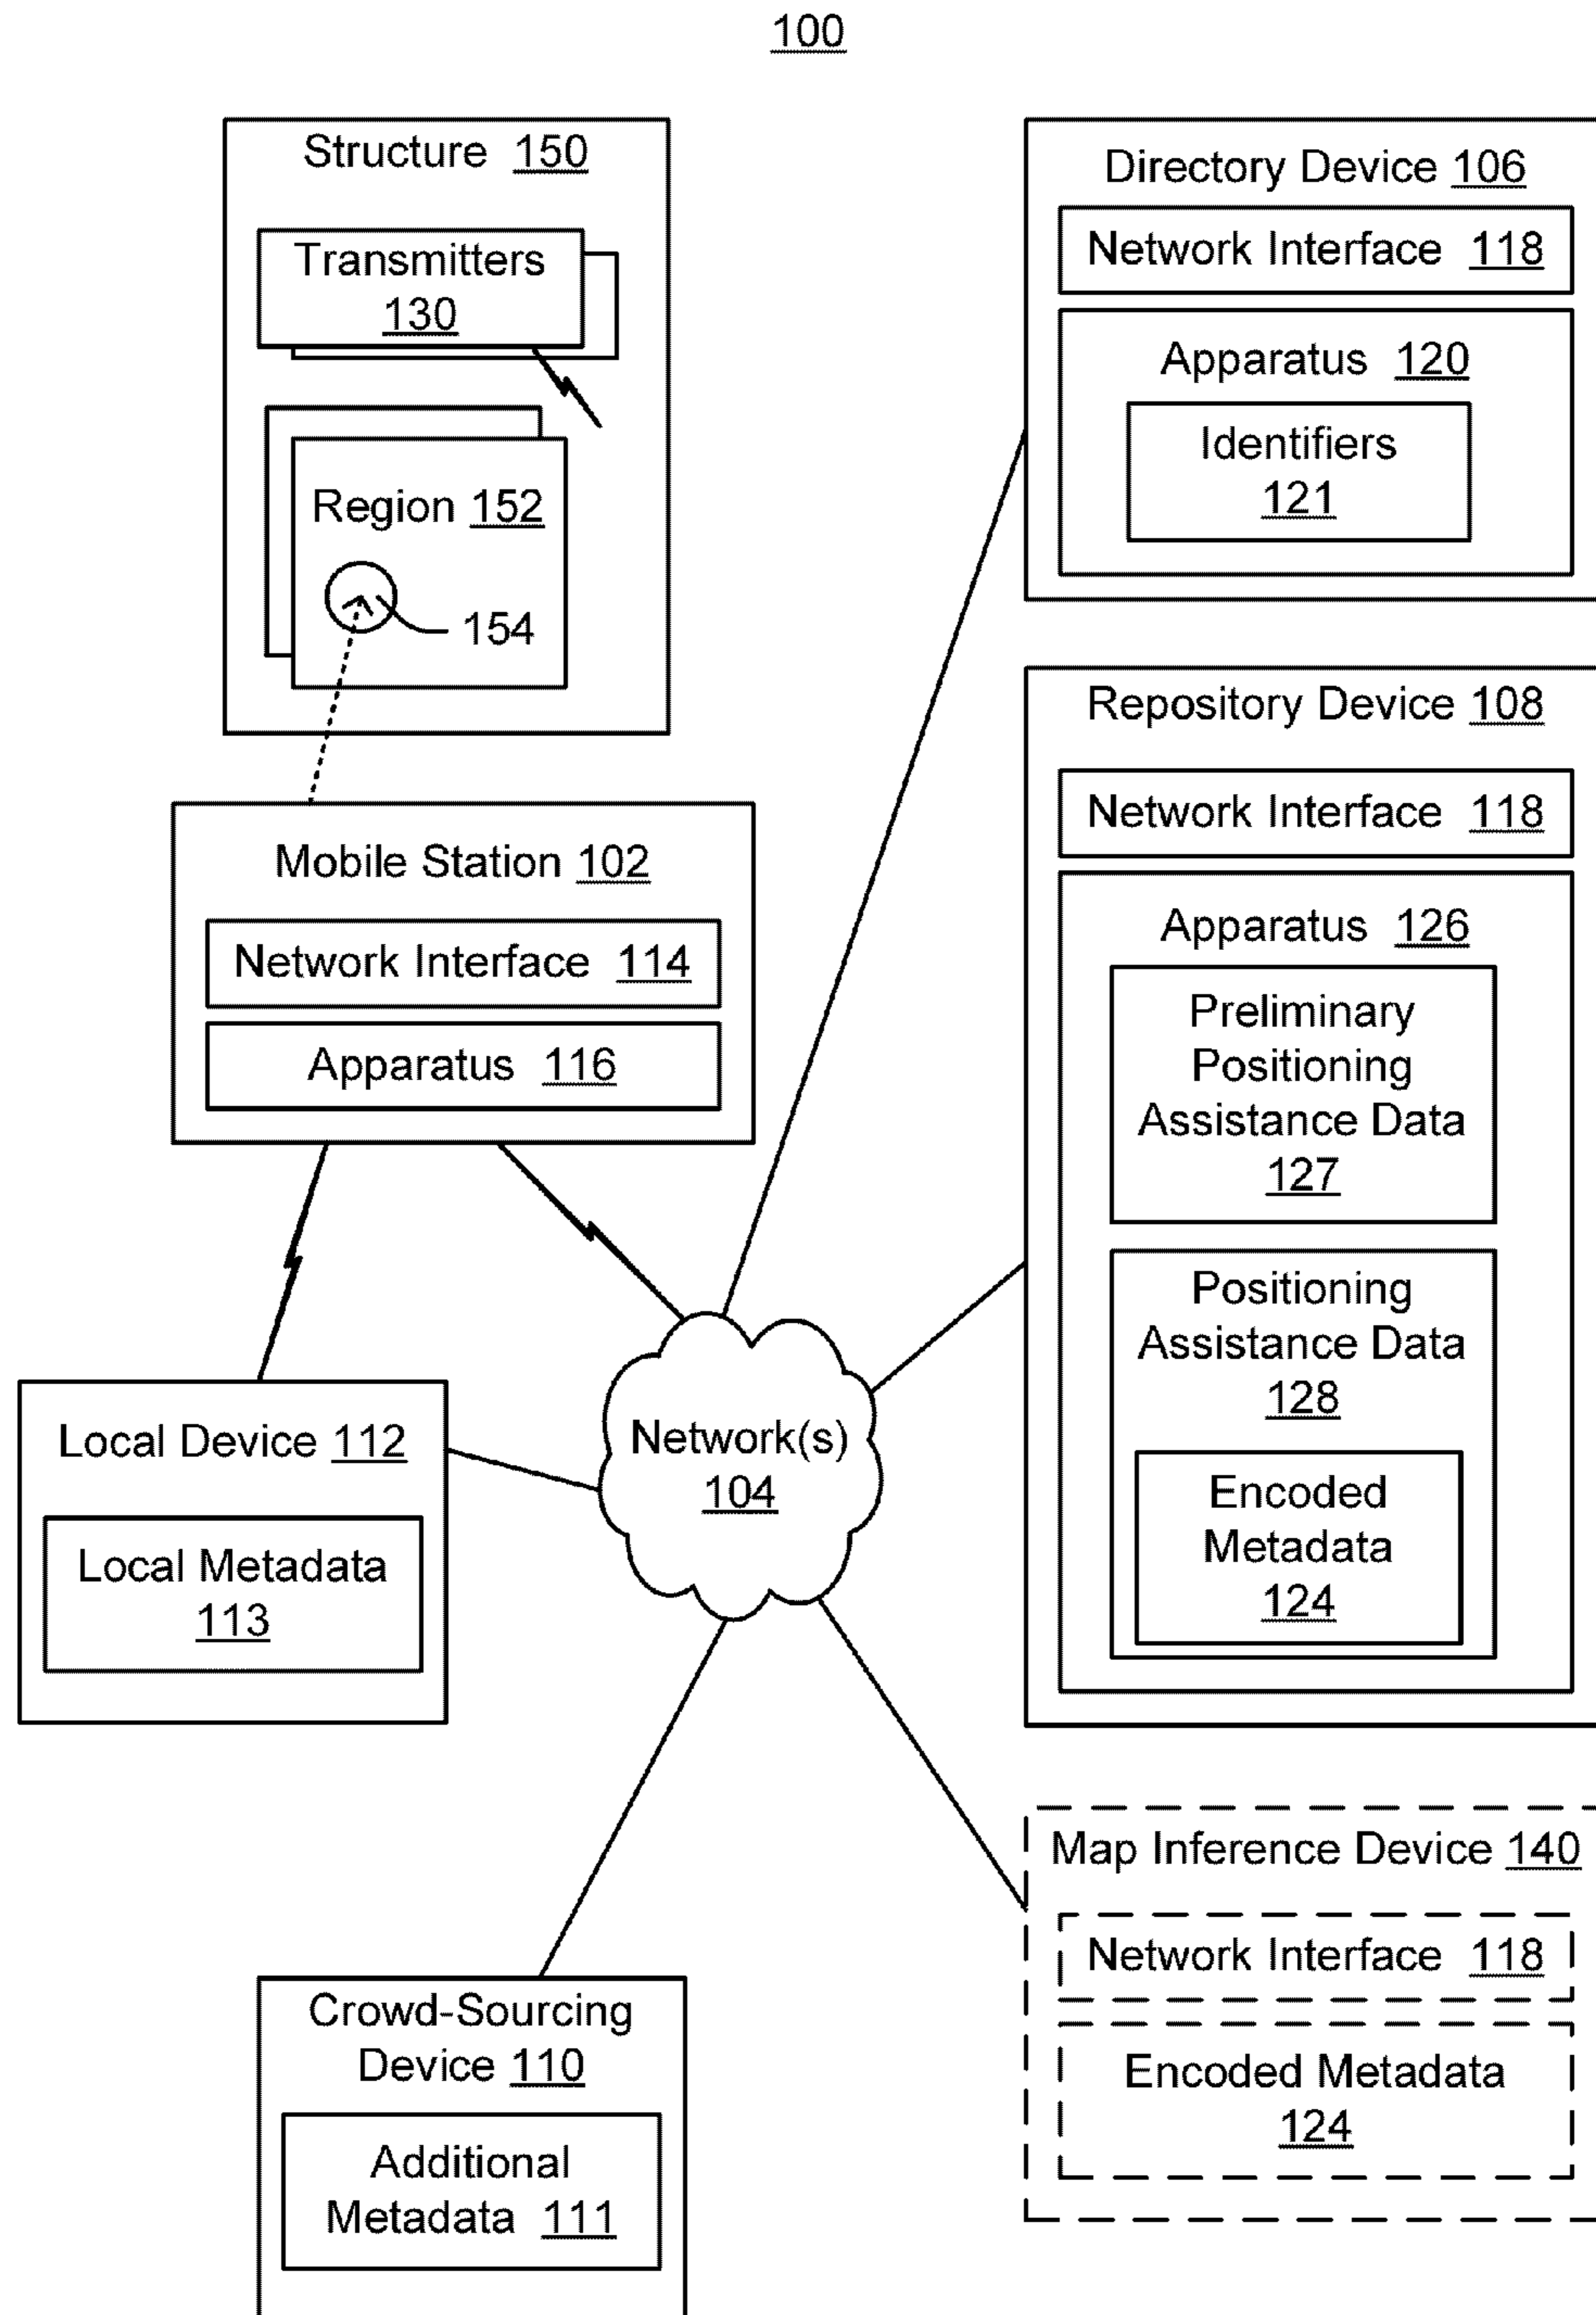 100
Structure 150
Transmitters
130
Region 152
154
Mobile Station 102
Network Interface 114
Apparatus 116
Local Device 112
Local Metadata
113
Network(s)
104
Crowd-Sourcing
Device 110
Additional
Metadata 111
Directory Device 106
Network Interface 118
Apparatus 120
Identifiers
121
Repository Device 108
Network Interface 118
Apparatus 126
Preliminary
Positioning
Assistance Data
127
Positioning
Assistance Data
128
Encoded
Metadata
124
Map Inference Device 140
Network Interface 118
Encoded Metadata
124